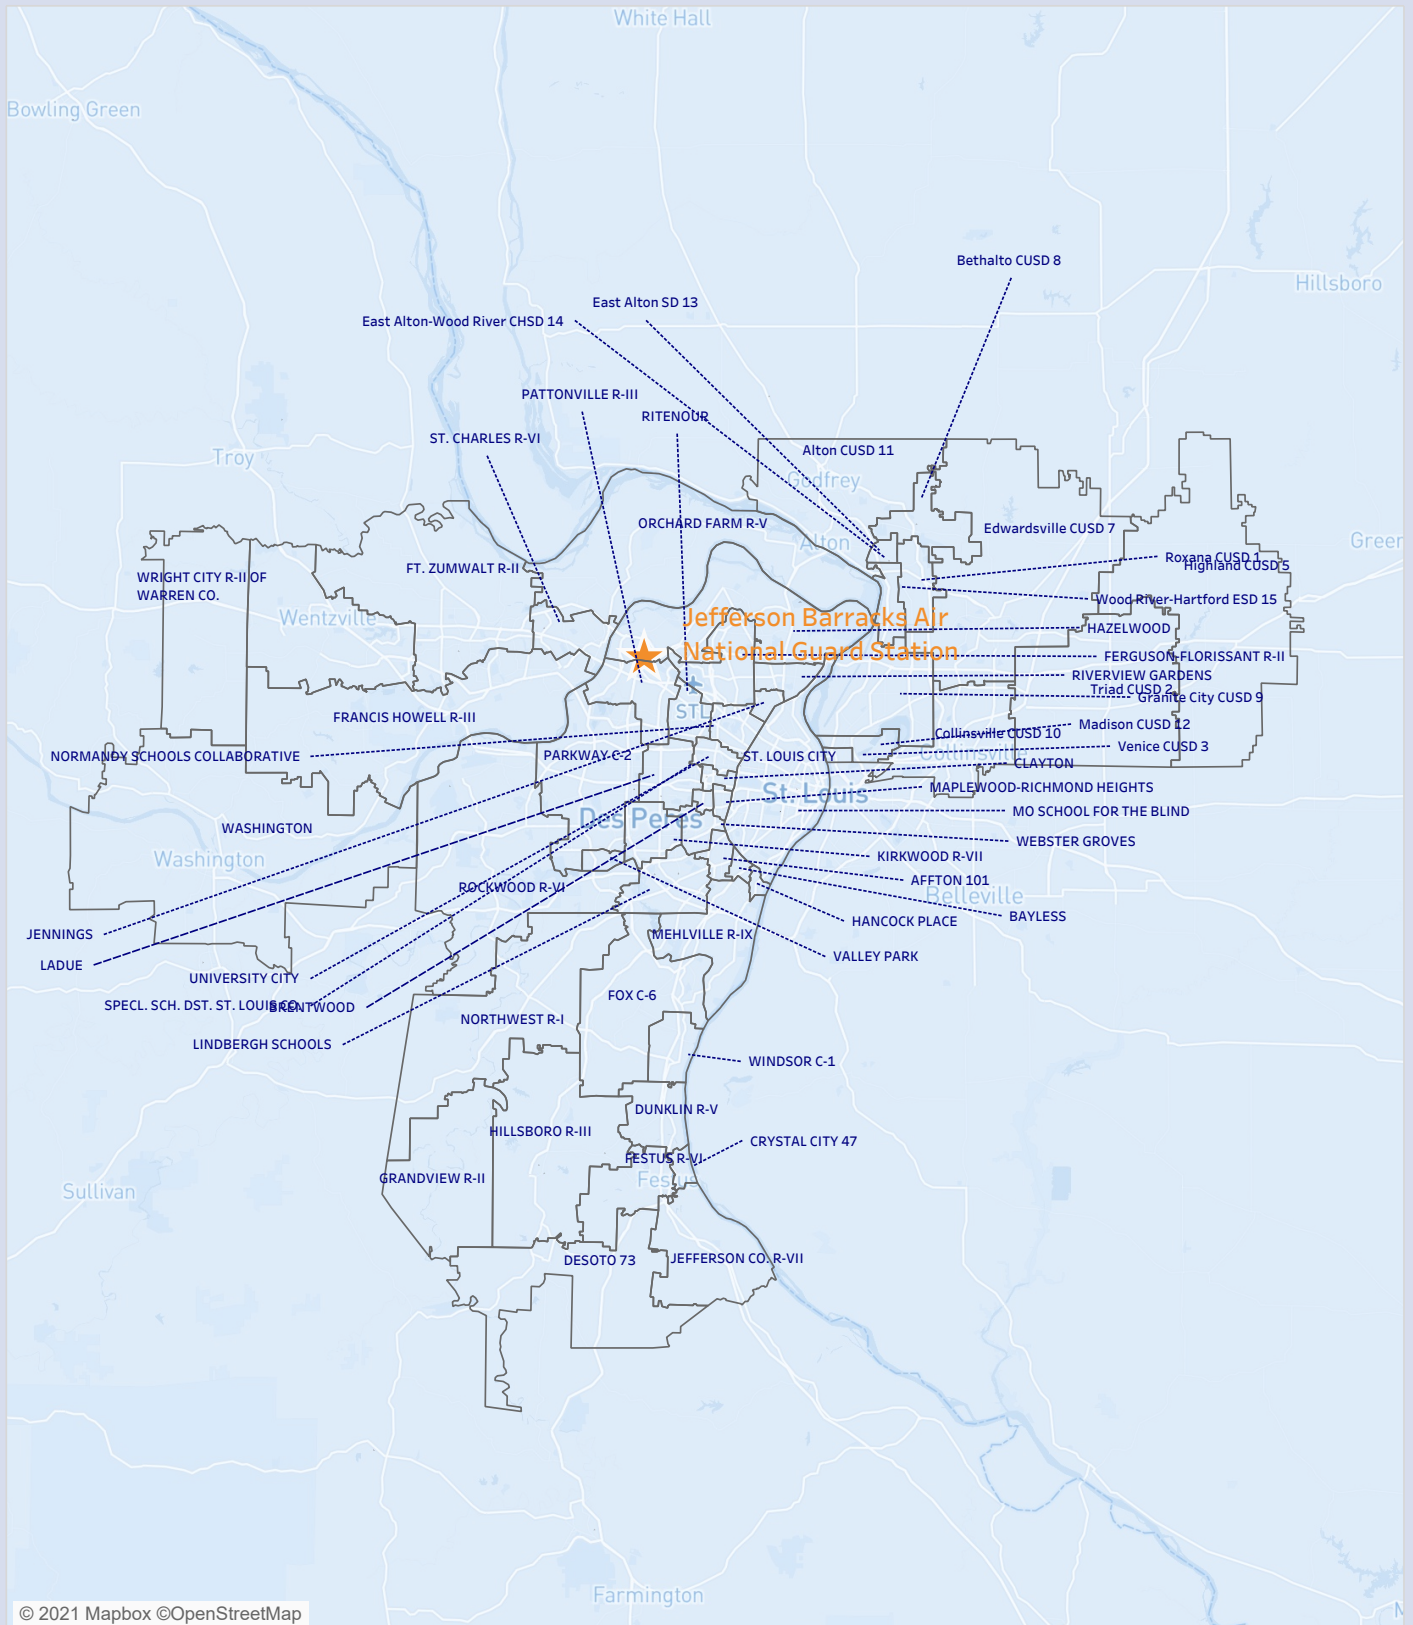 White Hall
Bowling Green
Bethalto CUSD 8
Hillsboro
East Alton SD 13
East Alton-Wood River CHSD 14
PATTONVILLE R-III
RITENOUR
ST. CHARLES R-VI
Alton CUSD 11
Troy
Godfrey
ORCHARD FARM R-V
Edwardsville CUSD 7
Alton
Green
Roxana CUSD 1
Highland CUSD 5
FT. ZUMWALT R-II
WRIGHT CITY R-II OF
WARREN CO.
Wood River-Hartford ESD 15
Wentzville
Jefferson Barracks Air
National Guard Station
HAZELWOOD
FERGUSON-FLORISSANT R-II
RIVERVIEW GARDENS
Triad CUSD 2
Granite City CUSD 9
STL
FRANCIS HOWELL R-III
Madison CUSD 12
Collinsville CUSD 10
Collinsville
Venice CUSD 3
NORMANDY SCHOOLS COLLABORATIVE
PARKWAY C-2
ST. LOUIS CITY
CLAYTON
MAPLEWOOD-RICHMOND HEIGHTS
St. Louis
MO SCHOOL FOR THE BLIND
Des Peres
WASHINGTON
WEBSTER GROVES
Washington
KIRKWOOD R-VII
AFFTON 101
ROCKWOOD R-VI
Belleville
BAYLESS
HANCOCK PLACE
JENNINGS
MEHLVILLE R-IX
VALLEY PARK
LADUE
UNIVERSITY CITY
FOX C-6
SPECL. SCH. DST. ST. LOUIS CO.
BRENTWOOD
NORTHWEST R-I
LINDBERGH SCHOOLS
WINDSOR C-1
DUNKLIN R-V
HILLSBORO R-III
CRYSTAL CITY 47
FESTUS R-VI
Festus
GRANDVIEW R-II
Sullivan
DESOTO 73
JEFFERSON CO. R-VII
Farmington
© 2021 Mapbox ©OpenStreetMap